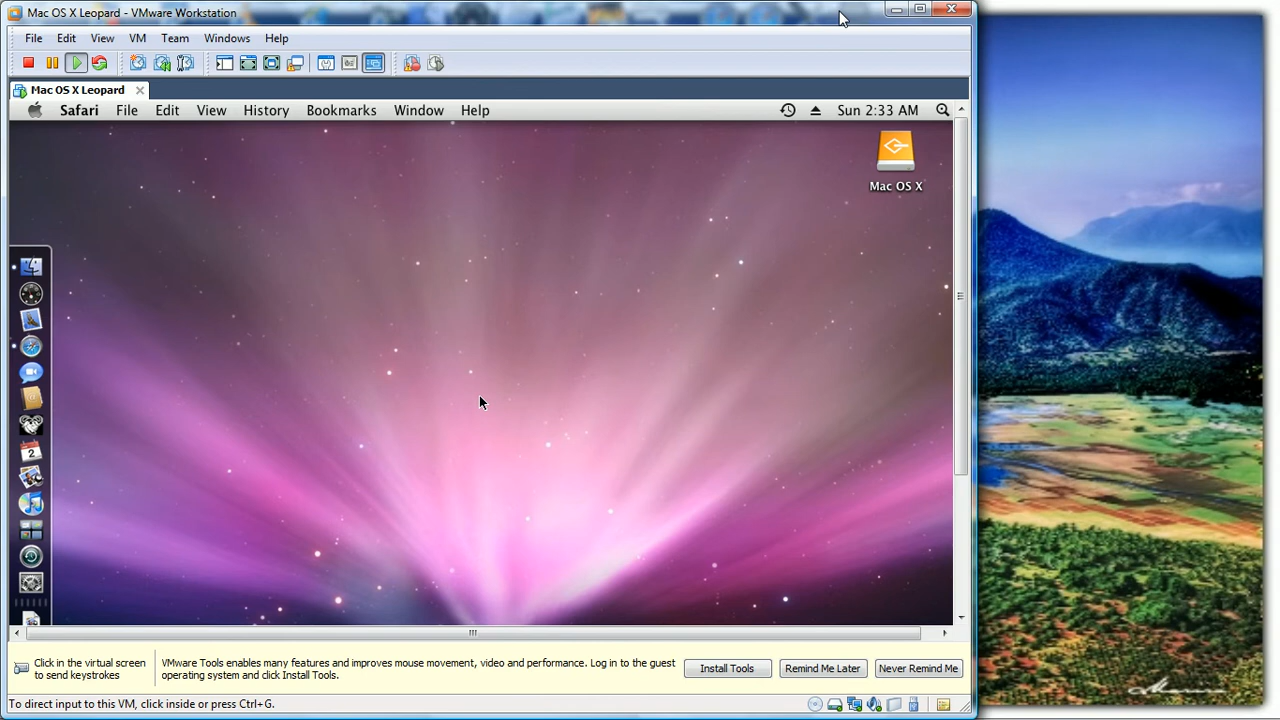 Mac OS X Leopard - VMware Workstation
File Edit View VM Team Windows Help
Mac OS X Leopard
Safari File Edit View History Bookmarks Window Help Sun 2:33 AM
Mac OS X
2
Click in the virtual screen
to send keystrokes
VMware Tools enables many features and improves mouse movement, video and performance. Log in to the guest
operating system and click Install Tools.
Install Tools Remind Me Later Never Remind Me
To direct input to this VM, click inside or press Ctrl+G.